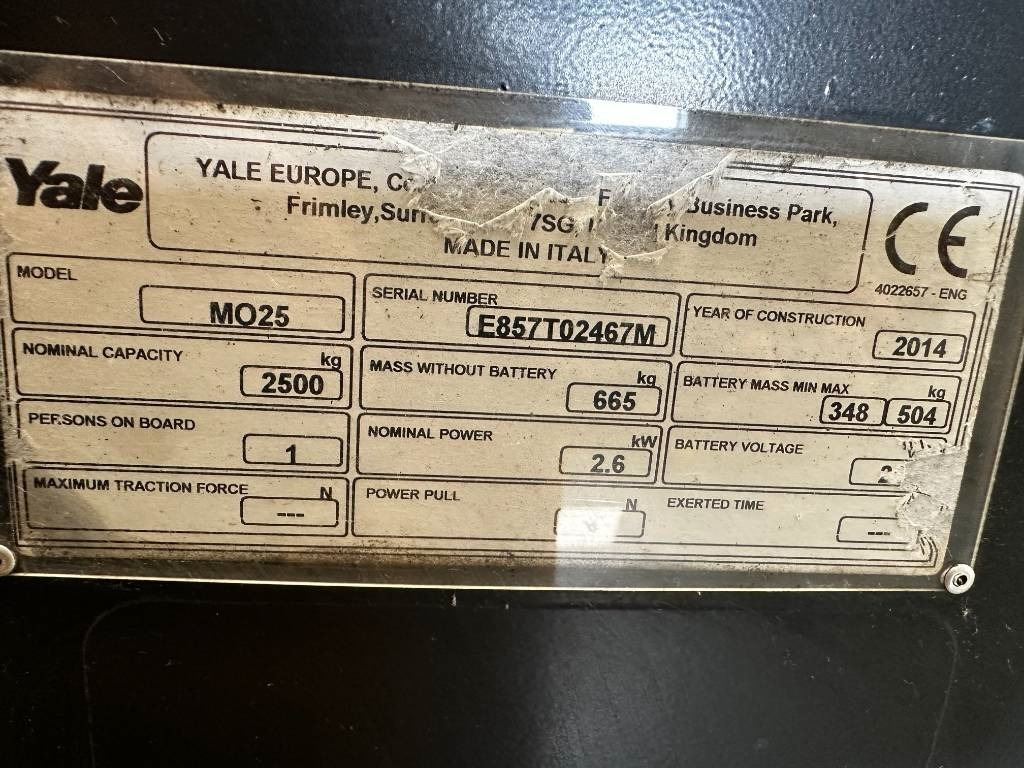 Yale
YALE EUROPE,
Business Park,
Frimley,
7SG,
Kingdom
MADE IN ITALY
CE
4022657 - ENG
MODEL
MO25
SERIAL NUMBER
E857T02467M
YEAR OF CONSTRUCTION
2014
NOMINAL CAPACITY
kg
2500
MASS WITHOUT BATTERY
kg
665
BATTERY MASS MIN MAX
kg
348 504
PERSONS ON BOARD
1
NOMINAL POWER
kW
2.6
BATTERY VOLTAGE
MAXIMUM TRACTION FORCE
N
---
POWER PULL
N
EXERTED TIME
---